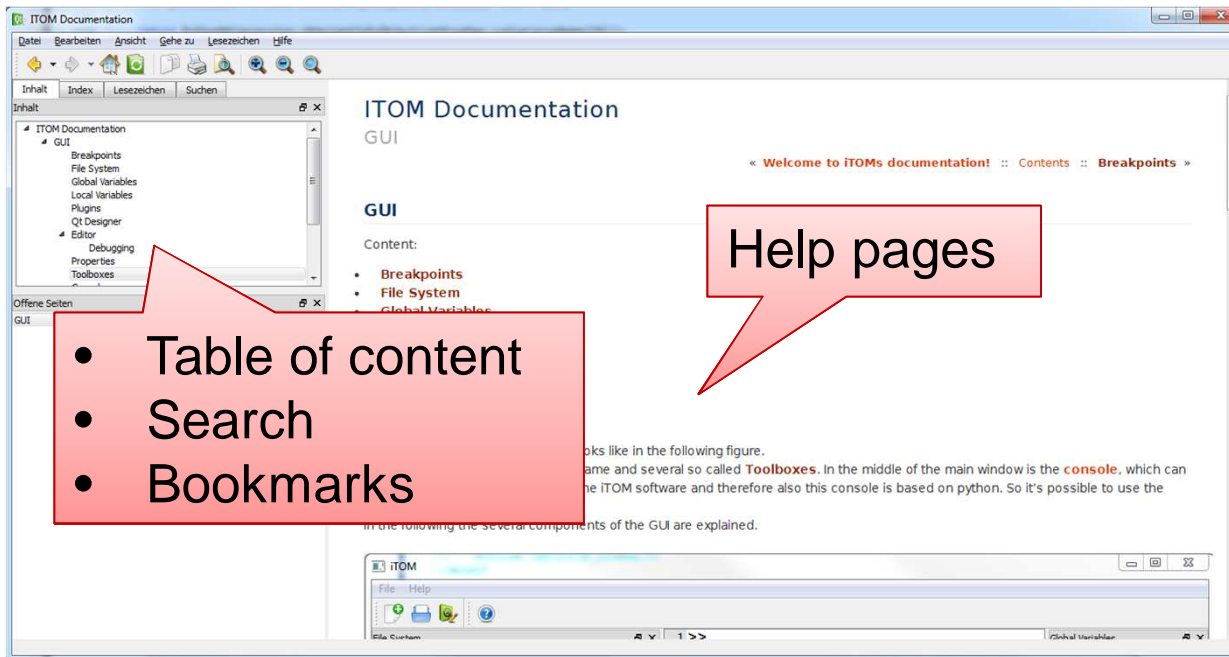 ITOM Documentation
Datei Bearbeiten Ansicht Gehe zu Lesezeichen Hilfe
Inhalt Index Lesezeichen Suchen
Inhalt
ITOM Documentation
GUI
Breakpoints
File System
Global Variables
Local Variables
Plugins
Qt Designer
Editor
Debugging
Properties
Toolboxes
Offene Seiten
GUI
• Table of content
• Search
• Bookmarks
ITOM Documentation
GUI
« Welcome to iTOMs documentation! :: Contents :: Breakpoints »
GUI
Content:
• Breakpoints
• File System
• Global Variables
Help pages
oks like in the following figure.
ame and several so called Toolboxes. In the middle of the main window is the console, which can
ne iTOM software and therefore also this console is based on python. So it's possible to use the
In the following the several components of the GUI are explained.
iTOM
File Help
File System
1 >>
Global Variables